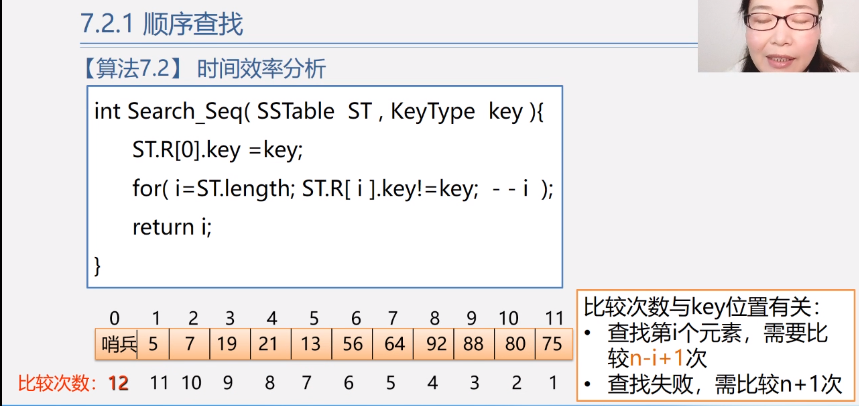 7.2.1 顺序查找
【算法7.2】 时间效率分析
int Search_Seq( SSTable ST , KeyType key ){
ST.R[0].key =key;
for( i=ST.length; ST.R[ i ].key!=key; - - i );
return i;
}
0 1 2 3 4 5 6 7 8 9 10 11
哨兵 5 7 19 21 13 56 64 92 88 80 75
比较次数: 12 11 10 9 8 7 6 5 4 3 2 1
比较次数与key位置有关:
• 查找第i个元素，需要比
较n-i+1次
• 查找失败，需比较n+1次